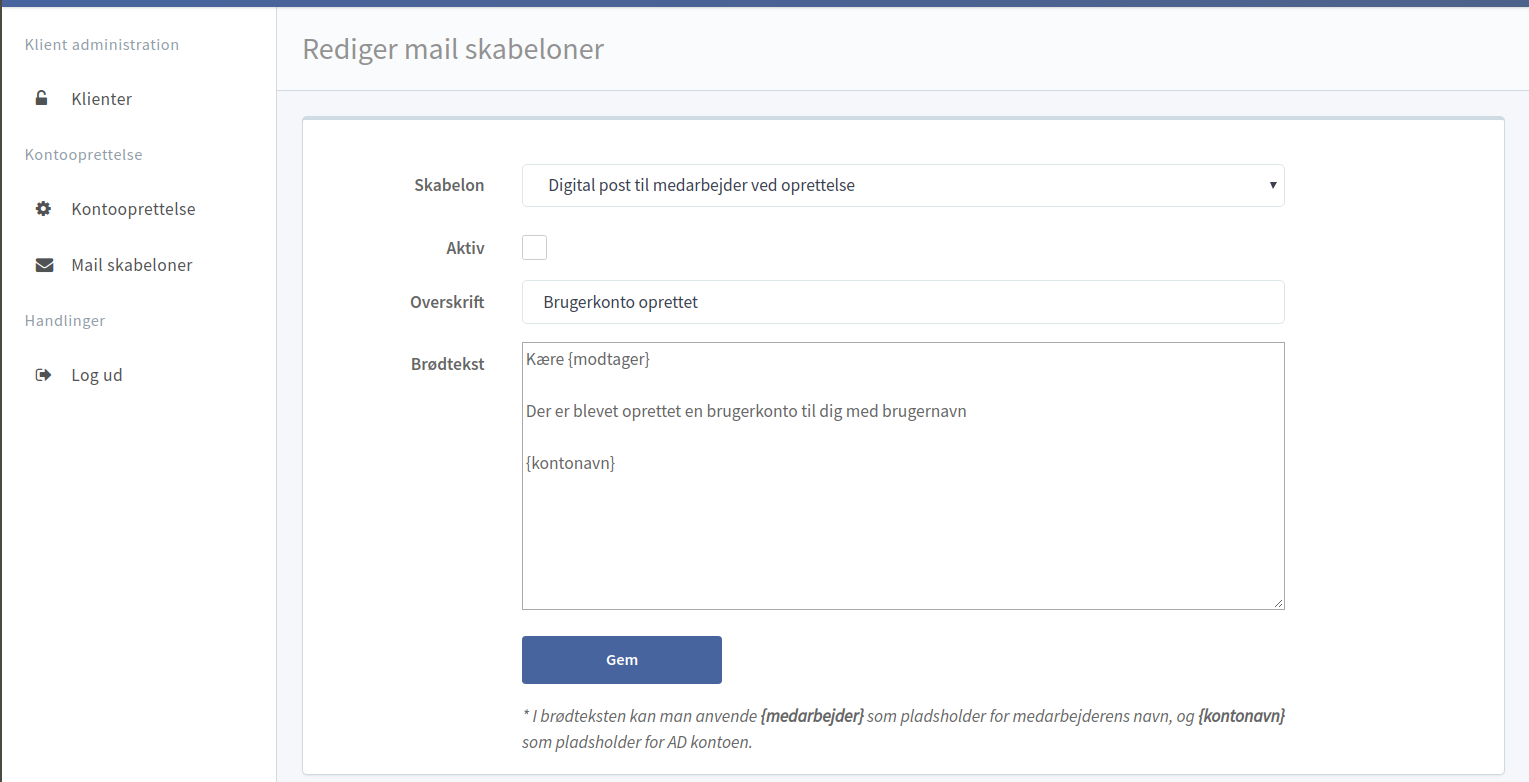 Klient administration
Klienter
Kontooprettelse
Kontooprettelse
Mail skabeloner
Handlinger
Log ud
Rediger mail skabeloner
Skabelon
Digital post til medarbejder ved oprettelse
Aktiv
Overskrift
Brugerkonto oprettet
Brødtekst
Kære {modtager}
Der er blevet oprettet en brugerkonto til dig med brugernavn
{kontonavn}
Gem
* I brødteksten kan man anvende {medarbejder} som pladsholder for medarbejderens navn, og {kontonavn}
som pladsholder for AD kontoen.